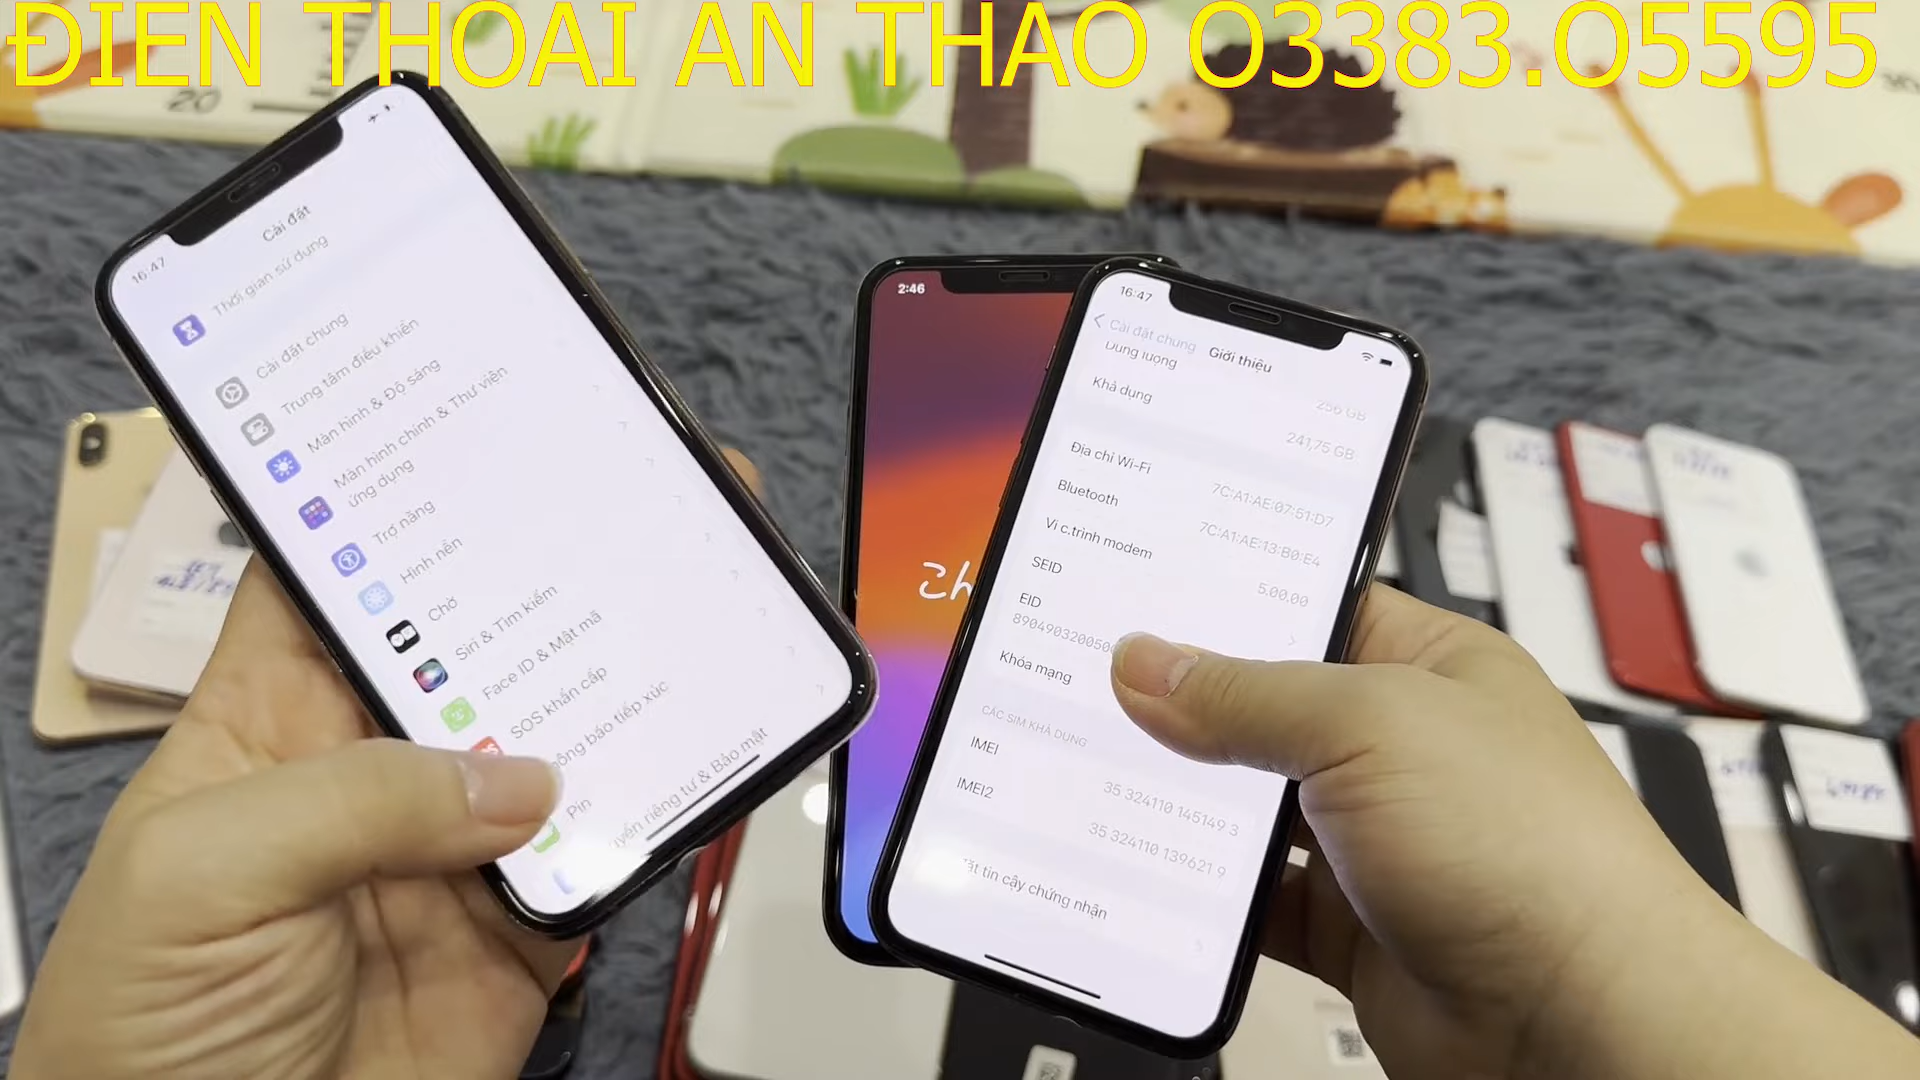 ĐIEN THOAI AN THAO O3383.O5595
20
16:47
Cài đặt
Thời gian sử dụng
Cài đặt chung
Trung tâm điều khiển
Màn hình & Độ sáng
Màn hình chính & Thư viện
ứng dụng
Trợ năng
Hình nền
Chờ
Siri & Tìm kiếm
Face ID & Mật mã
SOS khẩn cấp
Pin
2:46
16:47
Cài đặt chung
Giới thiệu
Dung lượng
256 GB
Khả dụng
241,75 GB
Địa chỉ Wi-Fi
7C:A1:AE:07:51:D7
Bluetooth
7C:A1:AE:13:B0:E4
Vi c.trình modem
5.00.00
SEID
EID
Khóa mạng
CÁC SIM KHẢ DỤNG
IMEI
35 324110 145149 3
IMEI2
35 324110 139621 9
tin cậy chứng nhận